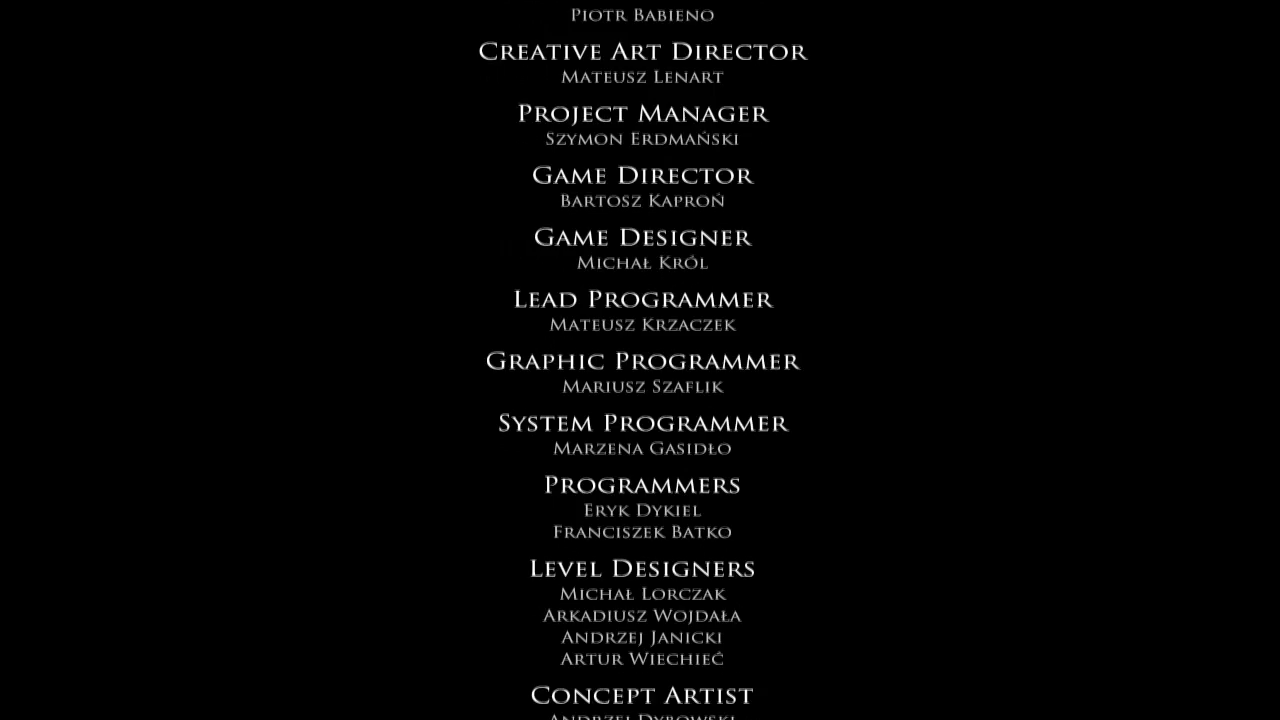 Piotr Babieno
Creative Art Director
Mateusz Lenart
Project Manager
Szymon Erdmański
Game Director
Bartosz Kaproń
Game Designer
Michał Król
Lead Programmer
Mateusz Krzaczek
Graphic Programmer
Mariusz Szaflik
System Programmer
Marzena Gasidło
Programmers
Eryk Dykiel
Franciszek Batko
Level Designers
Michał Lorczak
Arkadiusz Wojdała
Andrzej Janicki
Artur Wiechieć
Concept Artist
Andrzej Dybowski